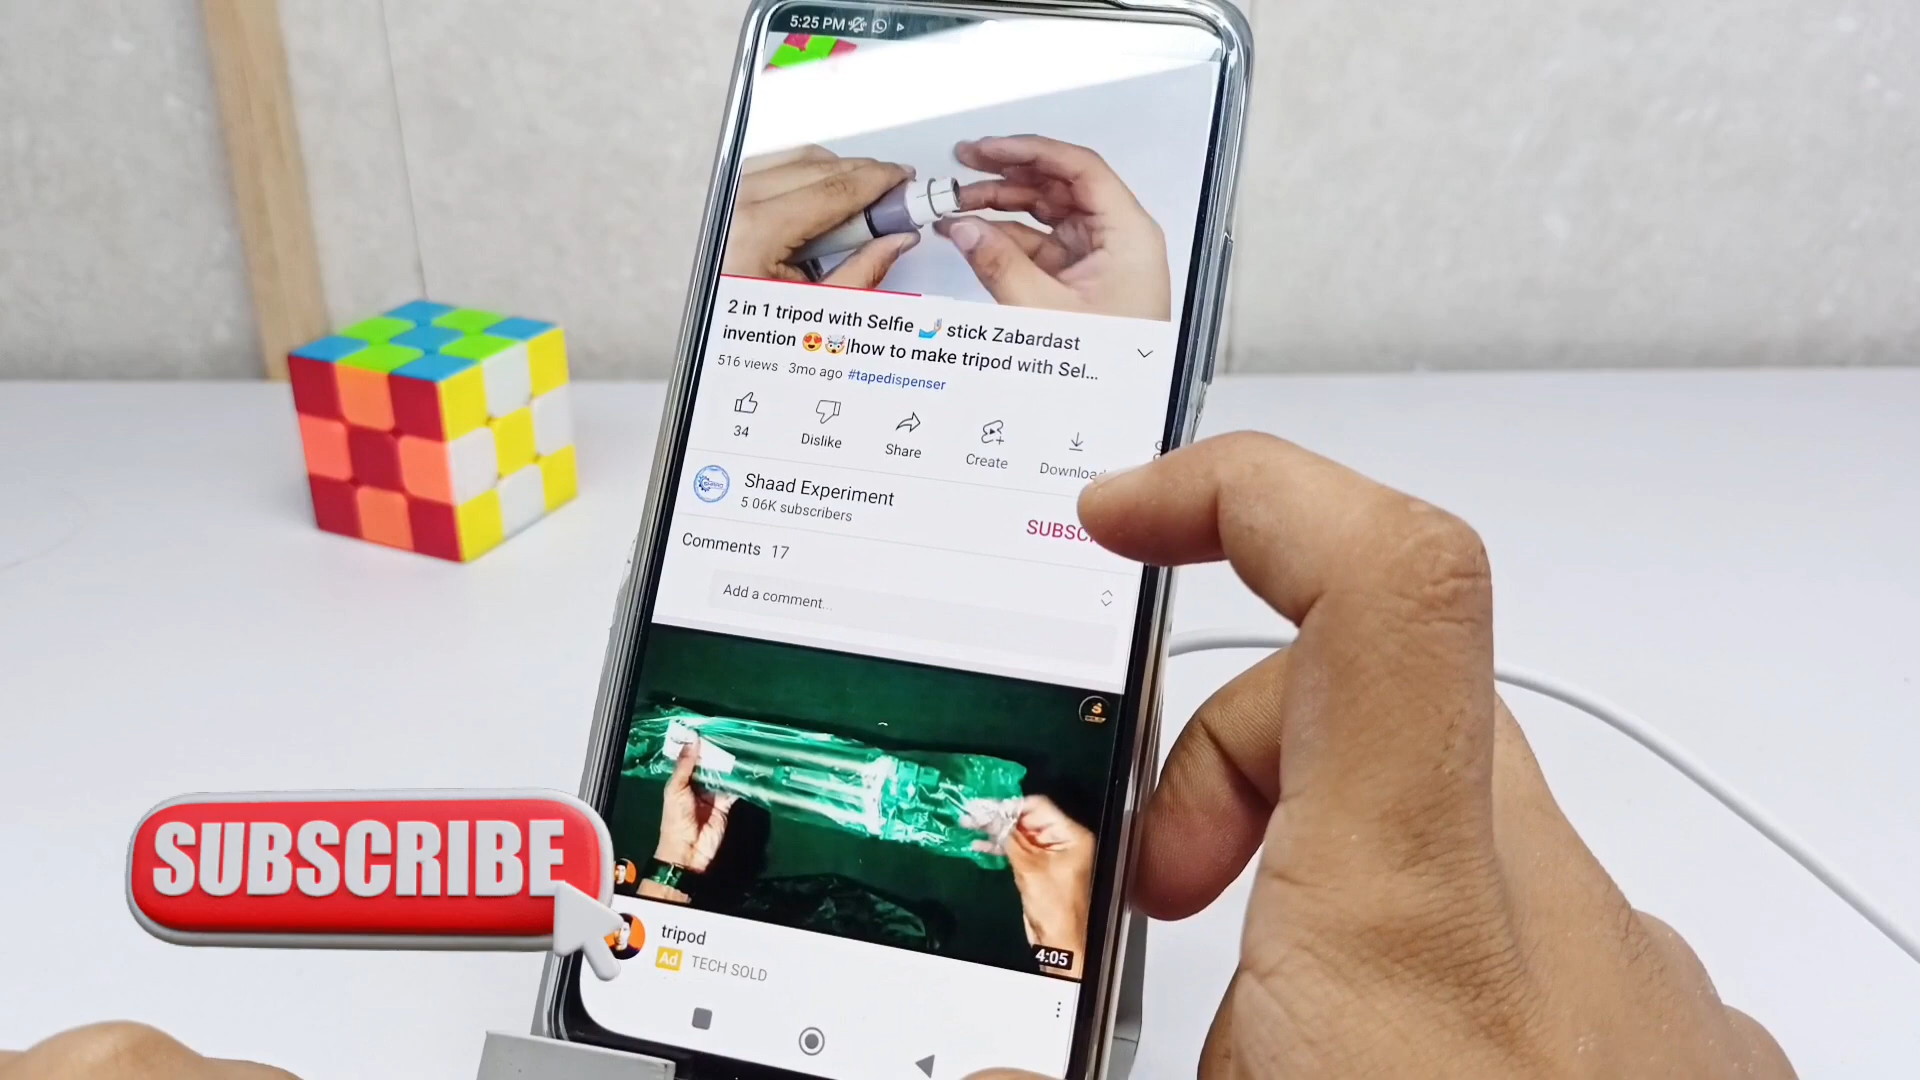 5:25 PM
2 in 1 tripod with Selfie 🤳 stick Zabardast
invention 😍🤯|how to make tripod with Sel...
516 views 3mo ago #tapedispenser
34
Dislike
Share
Create
Download
Shaad Experiment
5.06K subscribers
SUBSC
Comments 17
Add a comment...
4:05
tripod
Ad TECH SOLD
SUBSCRIBE